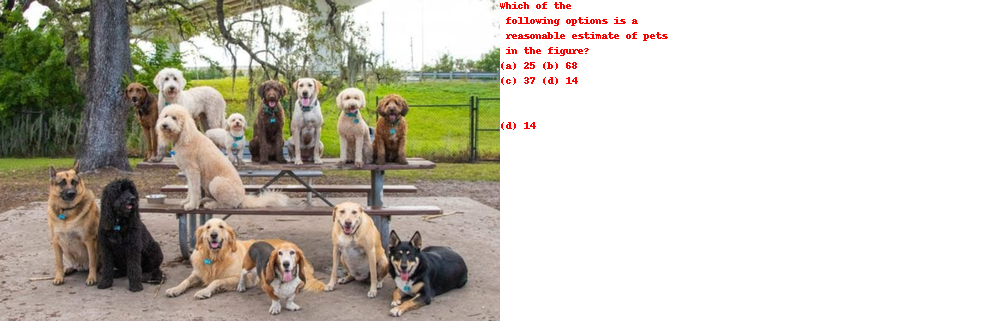 Which of the
following options is a
reasonable estimate of pets
in the figure?
(a) 25 (b) 68
(c) 37 (d) 14
(d) 14